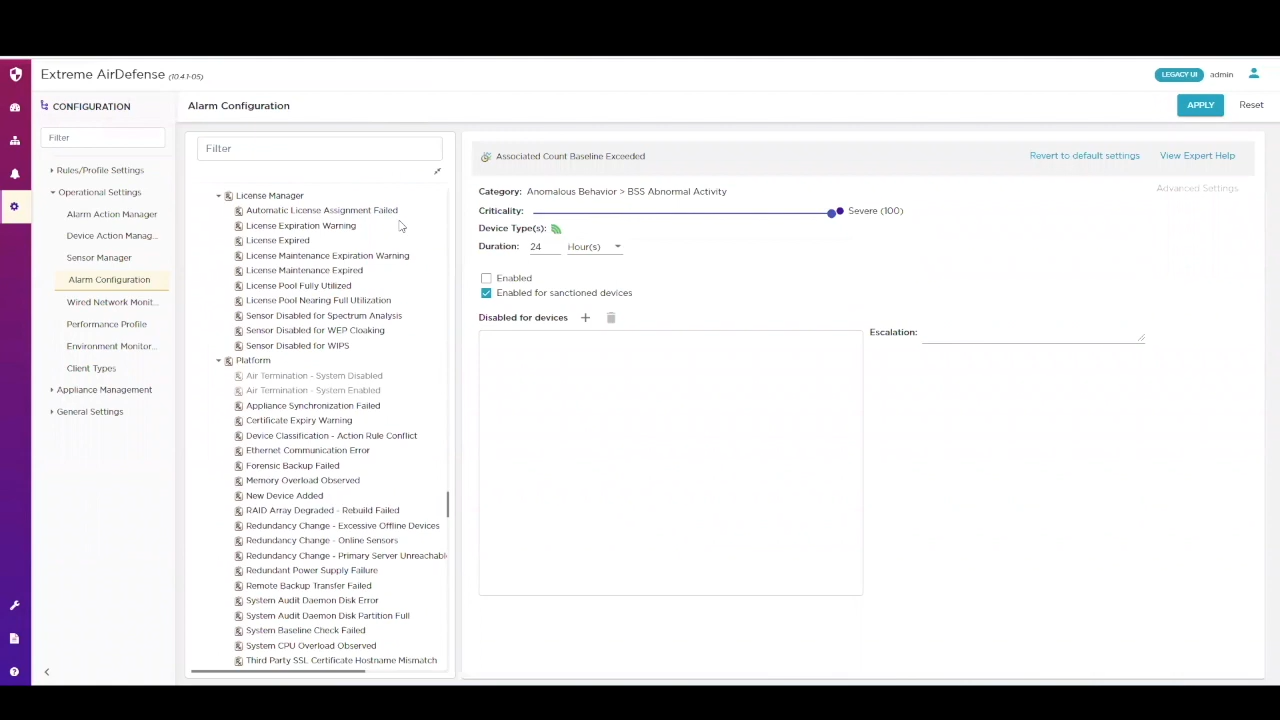 Extreme AirDefense (10.4.1-05)
LEGACY UI
admin
CONFIGURATION
Filter
Rules/Profile Settings
Operational Settings
Alarm Action Manager
Device Action Manag...
Sensor Manager
Alarm Configuration
Wired Network Monit...
Performance Profile
Environment Monitor...
Client Types
Appliance Management
General Settings
Alarm Configuration
APPLY
Reset
Filter
License Manager
Automatic License Assignment Failed
License Expiration Warning
License Expired
License Maintenance Expiration Warning
License Maintenance Expired
License Pool Fully Utilized
License Pool Nearing Full Utilization
Sensor Disabled for Spectrum Analysis
Sensor Disabled for WEP Cloaking
Sensor Disabled for WIPS
Platform
Air Termination - System Disabled
Air Termination - System Enabled
Appliance Synchronization Failed
Certificate Expiry Warning
Device Classification - Action Rule Conflict
Ethernet Communication Error
Forensic Backup Failed
Memory Overload Observed
New Device Added
RAID Array Degraded - Rebuild Failed
Redundancy Change - Excessive Offline Devices
Redundancy Change - Online Sensors
Redundancy Change - Primary Server Unreachabl
Redundant Power Supply Failure
Remote Backup Transfer Failed
System Audit Daemon Disk Error
System Audit Daemon Disk Partition Full
System Baseline Check Failed
System CPU Overload Observed
Third Party SSL Certificate Hostname Mismatch
Associated Count Baseline Exceeded
Revert to default settings
View Expert Help
Category: Anomalous Behavior > BSS Abnormal Activity
Advanced Settings
Criticality: Severe (100)
Device Type(s):
Duration: 24 Hour(s)
Enabled
Enabled for sanctioned devices
Disabled for devices
Escalation: